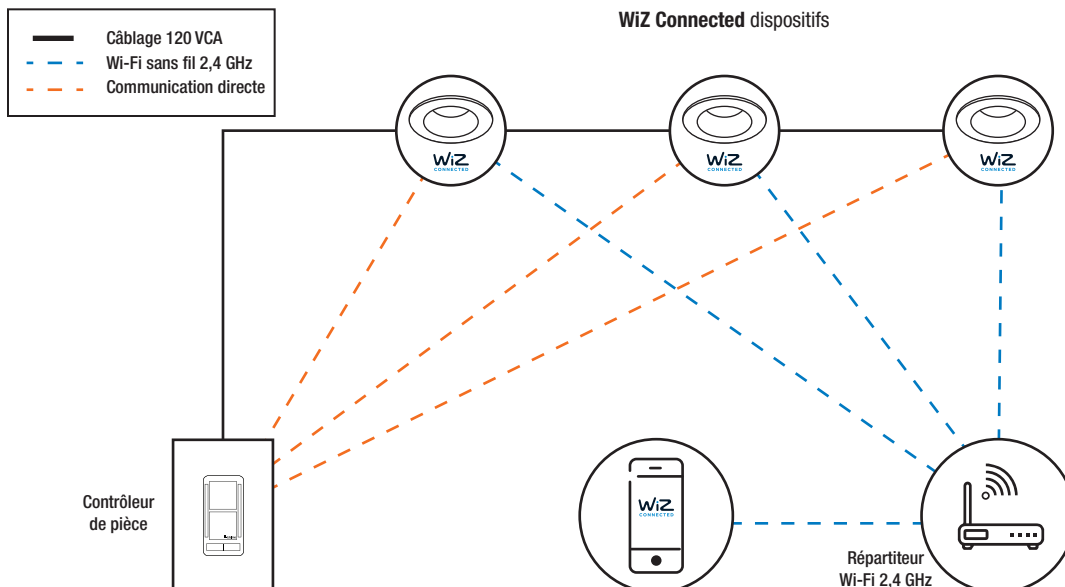 WiZ Connected dispositifs
Câblage 120 VCA
Wi-Fi sans fil 2,4 GHz
Communication directe
WiZ
CONNECTED
WiZ
CONNECTED
WiZ
CONNECTED
Contrôleur
de pièce
WiZ
CONNECTED
Répartiteur
Wi-Fi 2,4 GHz